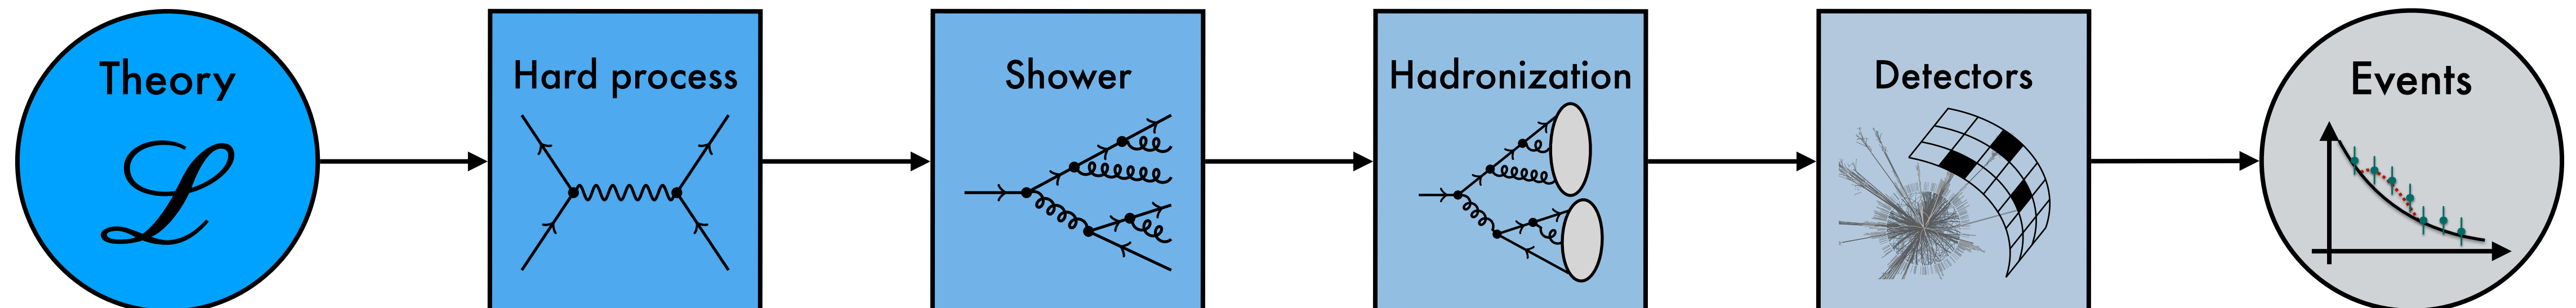 Theory
ℒ
Hard process
Shower
Hadronization
Detectors
Events